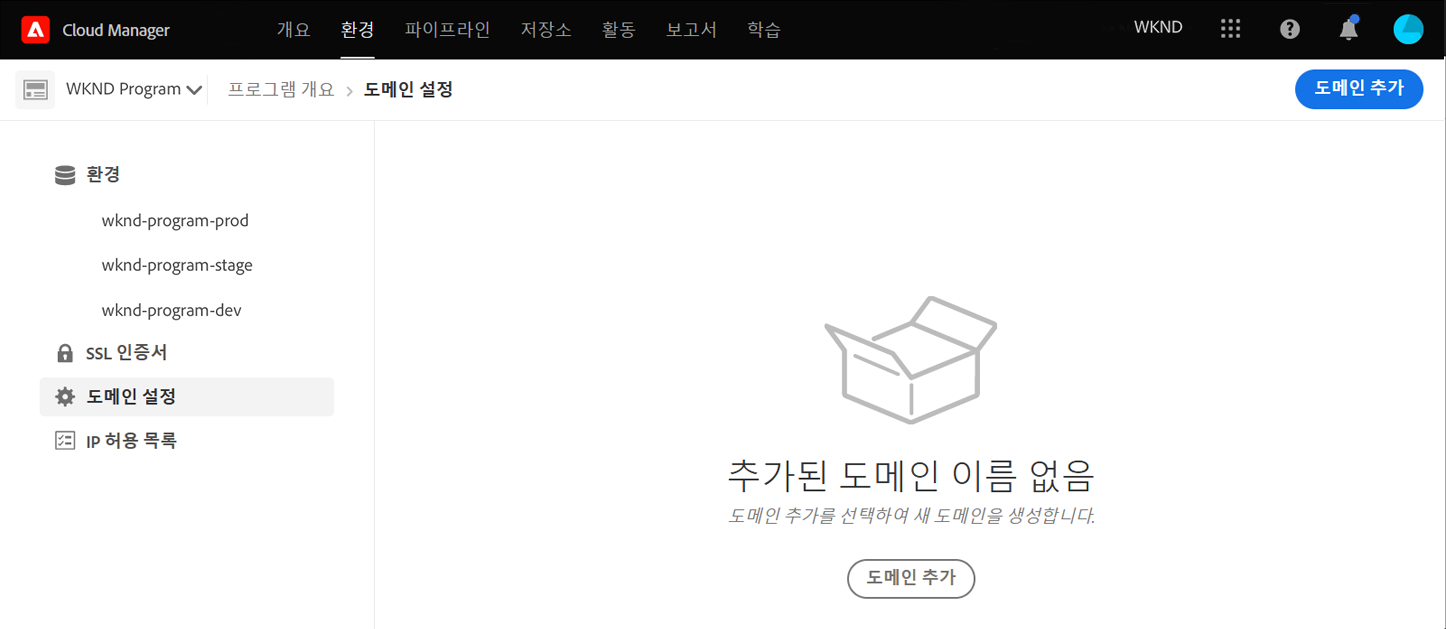 Cloud Manager 개요 환경 파이프라인 저장소 활동 보고서 학습 WKND
WKND Program 프로그램 개요 > 도메인 설정 도메인 추가
환경
wknd-program-prod
wknd-program-stage
wknd-program-dev
SSL 인증서
도메인 설정
IP 허용 목록
추가된 도메인 이름 없음
도메인 추가를 선택하여 새 도메인을 생성합니다.
도메인 추가